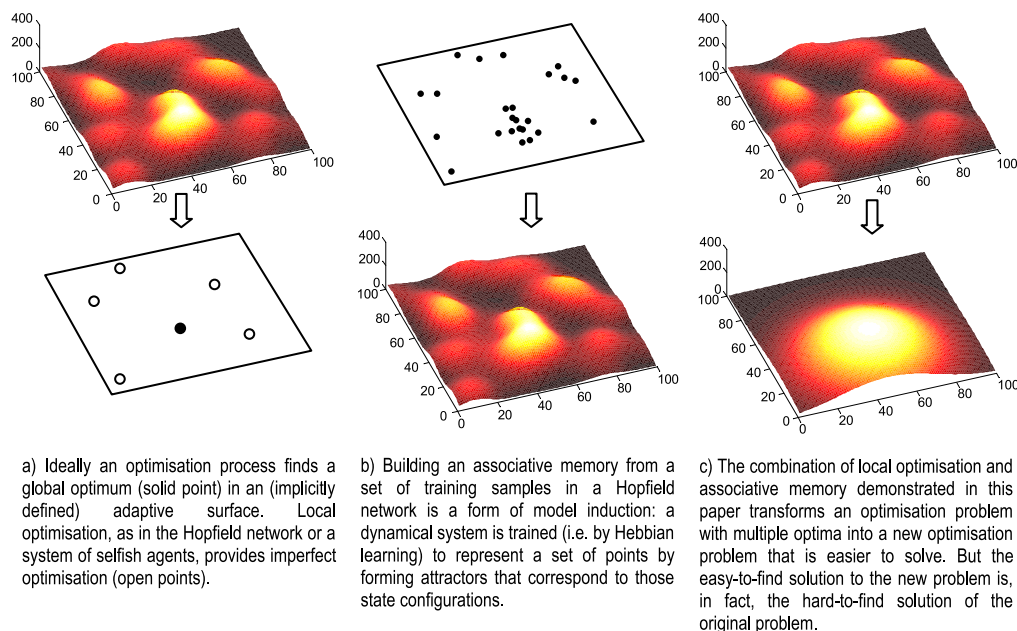 400
200
0
100
80
60
40
20
0
0
20
40
60
80
100
400
200
0
100
80
60
40
20
0
0
20
40
60
80
100
400
200
0
100
80
60
40
20
0
0
20
40
60
80
100
400
200
0
100
80
60
40
20
0
0
20
40
60
80
100
a) Ideally an optimisation process finds a
global optimum (solid point) in an (implicitly
defined) adaptive surface. Local
optimisation, as in the Hopfield network or a
system of selfish agents, provides imperfect
optimisation (open points).
b) Building an associative memory from a
set of training samples in a Hopfield
network is a form of model induction: a
dynamical system is trained (i.e. by Hebbian
learning) to represent a set of points by
forming attractors that correspond to those
state configurations.
c) The combination of local optimisation and
associative memory demonstrated in this
paper transforms an optimisation problem
with multiple optima into a new optimisation
problem that is easier to solve. But the
easy-to-find solution to the new problem is,
in fact, the hard-to-find solution of the
original problem.